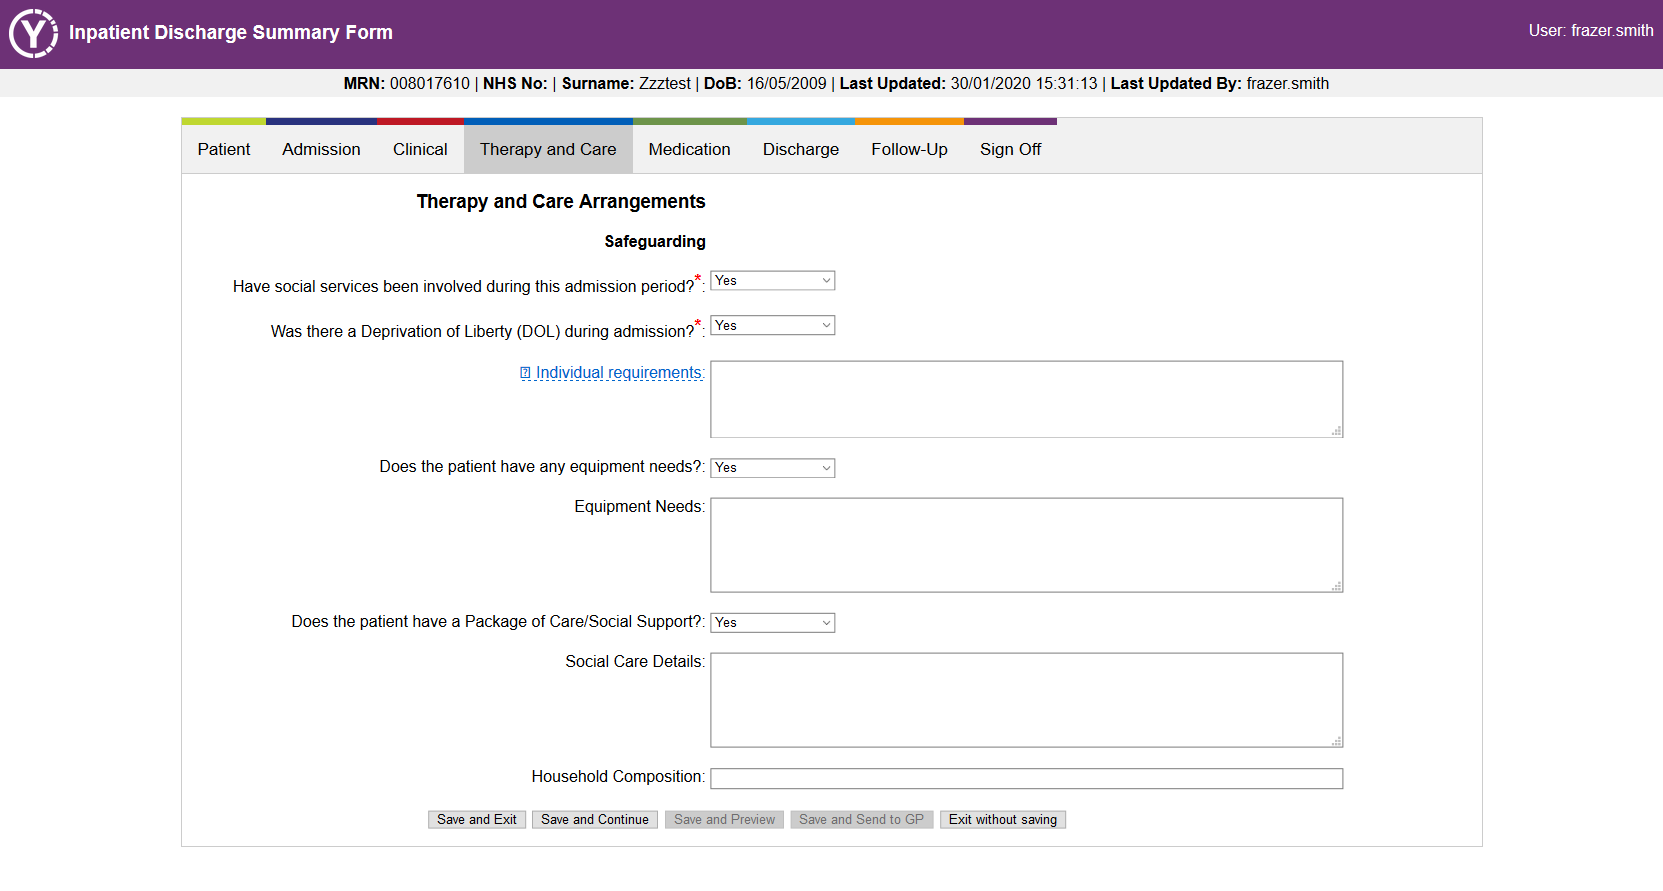 Y Inpatient Discharge Summary Form User: frazer.smith
MRN: 008017610 | NHS No: | Surname: Zzztest | DoB: 16/05/2009 | Last Updated: 30/01/2020 15:31:13 | Last Updated By: frazer.smith
Patient Admission Clinical Therapy and Care Medication Discharge Follow-Up Sign Off
Therapy and Care Arrangements
Safeguarding
Have social services been involved during this admission period?*: Yes
Was there a Deprivation of Liberty (DOL) during admission?*: Yes
? Individual requirements:
Does the patient have any equipment needs?: Yes
Equipment Needs:
Does the patient have a Package of Care/Social Support?: Yes
Social Care Details:
Household Composition:
Save and Exit Save and Continue Save and Preview Save and Send to GP Exit without saving